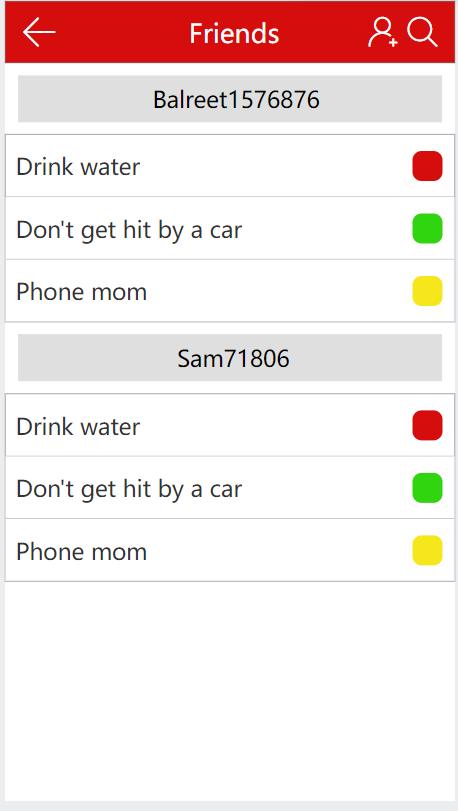 Friends
Balreet1576876
Drink water
Don't get hit by a car
Phone mom
Sam71806
Drink water
Don't get hit by a car
Phone mom